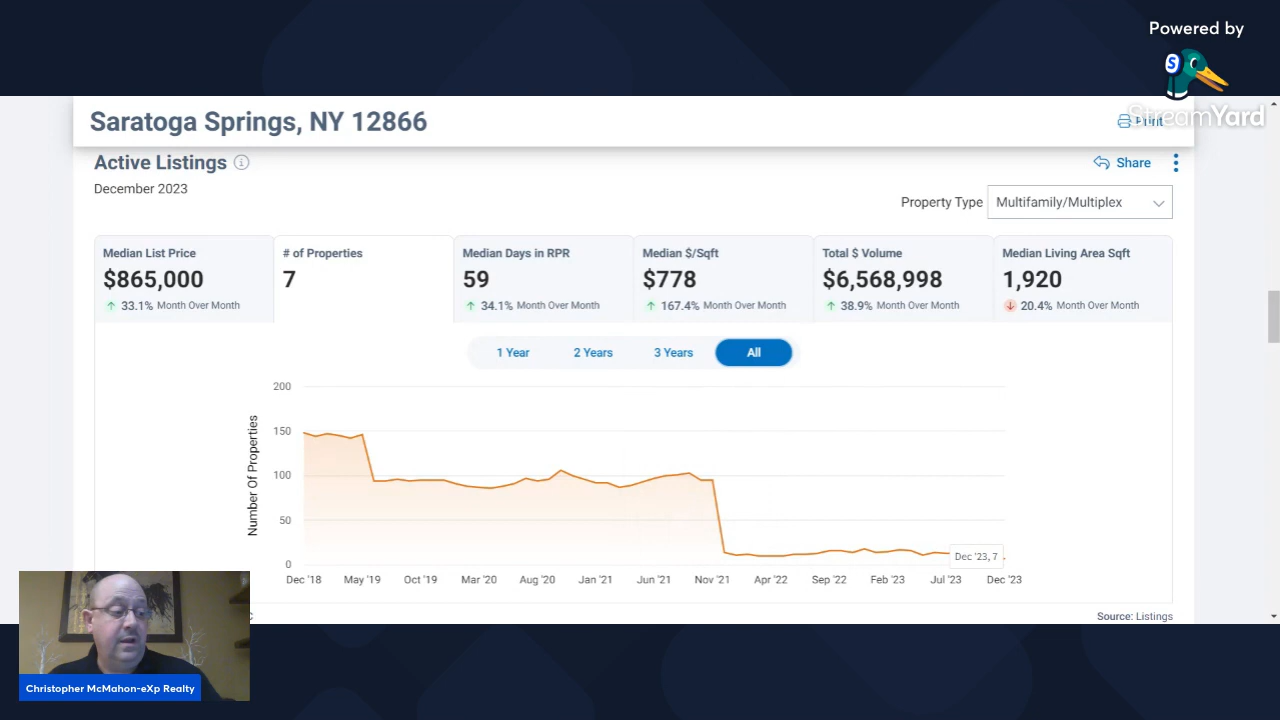 Powered by
S
StreamYard
Saratoga Springs, NY 12866
Print
Active Listings
Share
December 2023
Property Type
Multifamily/Multiplex
Median List Price
$865,000
33.1% Month Over Month
# of Properties
7
Median Days in RPR
59
34.1% Month Over Month
Median $/Sqft
$778
167.4% Month Over Month
Total $ Volume
$6,568,998
38.9% Month Over Month
Median Living Area Sqft
1,920
20.4% Month Over Month
1 Year
2 Years
3 Years
All
Number Of Properties
200
150
100
50
0
Dec '23, 7
Dec '18
May '19
Oct '19
Mar '20
Aug '20
Jan '21
Jun '21
Nov '21
Apr '22
Sep '22
Feb '23
Jul '23
Dec '23
Source: Listings
Christopher McMahon-eXp Realty